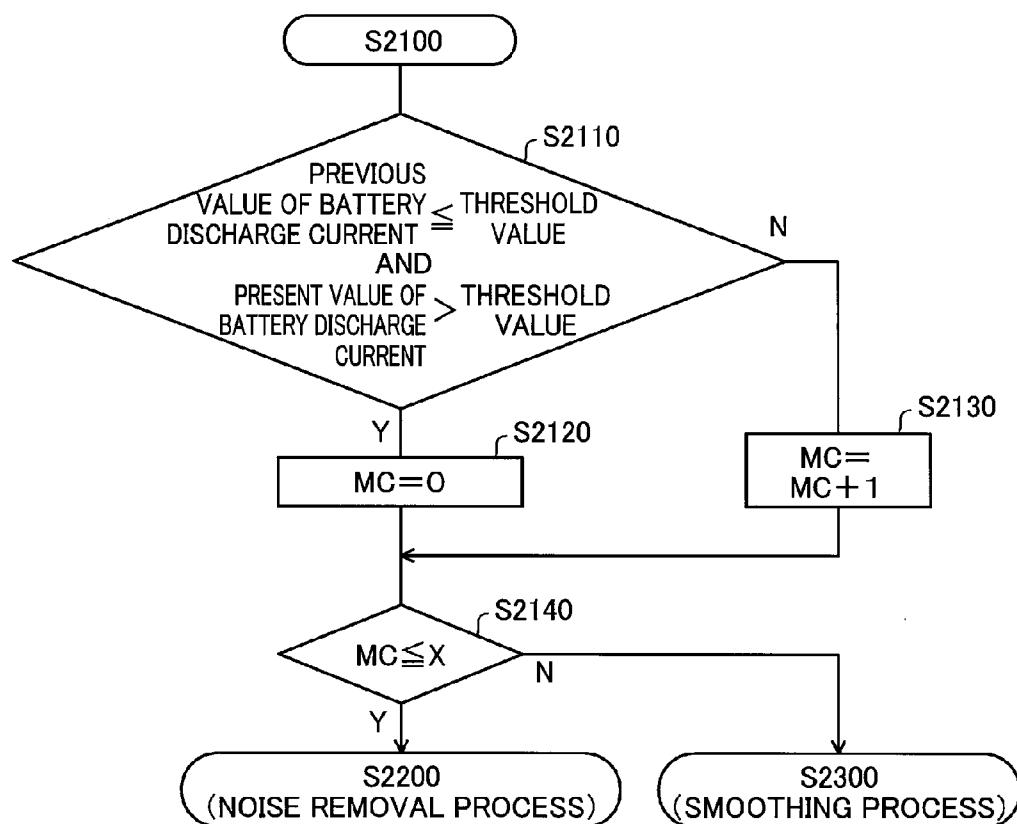 S2100
S2110
PREVIOUS
VALUE OF BATTERY
DISCHARGE CURRENT ≦ THRESHOLD
VALUE
AND
PRESENT VALUE OF
BATTERY DISCHARGE
CURRENT > THRESHOLD
VALUE
N
Y
S2120
MC=0
S2130
MC=
MC+1
S2140
MC≦X
N
Y
S2200
(NOISE REMOVAL PROCESS)
S2300
(SMOOTHING PROCESS)